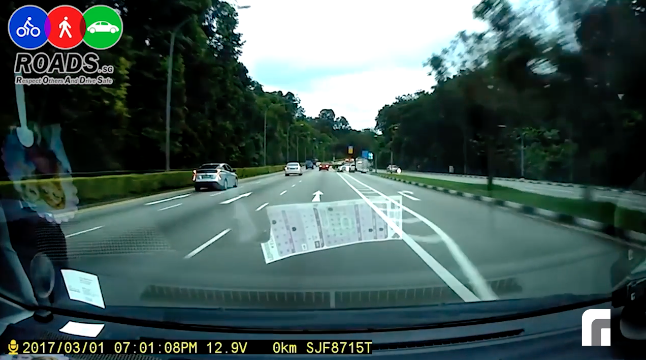 ROADS.SG
Respect Others And Drive Safe
2017/03/01 07:01:08PM 12.9V 0km SJF8715T